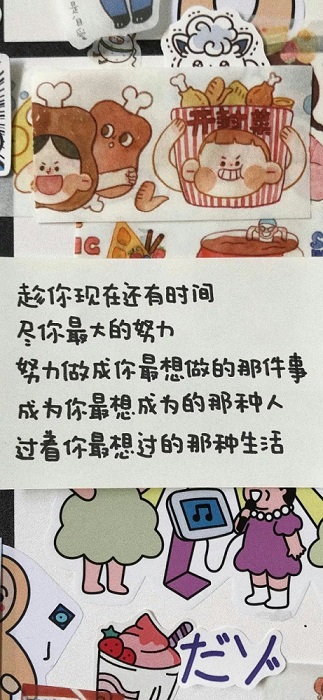 开封菜
趁你现在还有时间
尽你最大的努力
努力做成你最想做的那件事
成为你最想成为的那种人
过着你最想过的那种生活
だゾ